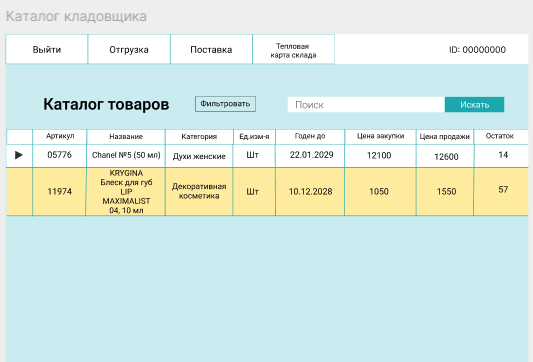 Каталог кладовщика
Выйти
Отгрузка
Поставка
Тепловая
карта склада
ID: 00000000
Каталог товаров
Фильтровать
Поиск
Искать
Артикул Название Категория Ед.изм-я Годен до Цена закупки Цена продажи Остаток
05776 Chanel №5 (50 мл) Духи женские Шт 22.01.2029 12100 12600 14
KRYGINA
Блеск для губ
LIP
MAXIMALIST
04, 10 мл
11974 Декоративная
косметика Шт 10.12.2028 1050 1550 57